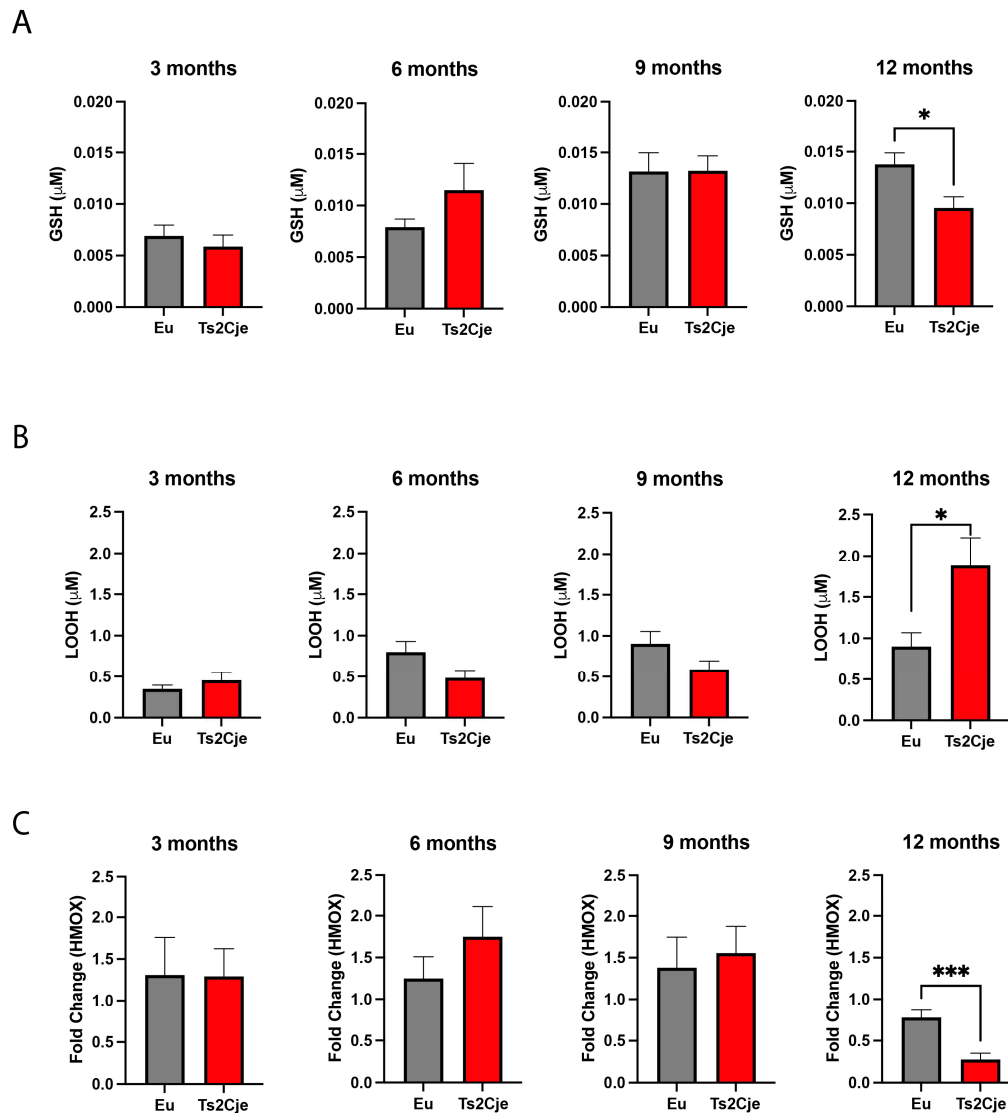 A
3 months
6 months
9 months
12 months
GSH (μM)
0.020
0.015
0.010
0.005
0.000
Eu
Ts2Cje
GSH (μM)
0.020
0.015
0.010
0.005
0.000
Eu
Ts2Cje
GSH (μM)
0.020
0.015
0.010
0.005
0.000
Eu
Ts2Cje
GSH (μM)
0.020
0.015
0.010
0.005
0.000
*
Eu
Ts2Cje
B
3 months
6 months
9 months
12 months
LOOH (μM)
2.5
2.0
1.5
1.0
0.5
0.0
Eu
Ts2Cje
LOOH (μM)
2.5
2.0
1.5
1.0
0.5
0.0
Eu
Ts2Cje
LOOH (μM)
2.5
2.0
1.5
1.0
0.5
0.0
Eu
Ts2Cje
LOOH (μM)
2.5
2.0
1.5
1.0
0.5
0.0
*
Eu
Ts2Cje
C
3 months
6 months
9 months
12 months
Fold Change (HMOX)
2.5
2.0
1.5
1.0
0.5
0.0
Eu
Ts2Cje
Fold Change (HMOX)
2.5
2.0
1.5
1.0
0.5
0.0
Eu
Ts2Cje
Fold Change (HMOX)
2.5
2.0
1.5
1.0
0.5
0.0
Eu
Ts2Cje
Fold Change (HMOX)
2.5
2.0
1.5
1.0
0.5
0.0
***
Eu
Ts2Cje